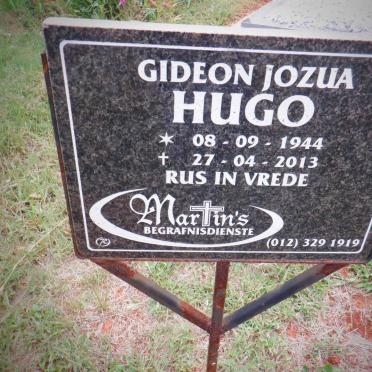 GIDEON JOZUA
HUGO
✶ 08 - 09 - 1944
✝ 27 - 04 - 2013
RUS IN VREDE
Martin's
BEGRAFNISDIENSTE
(012) 329 1919